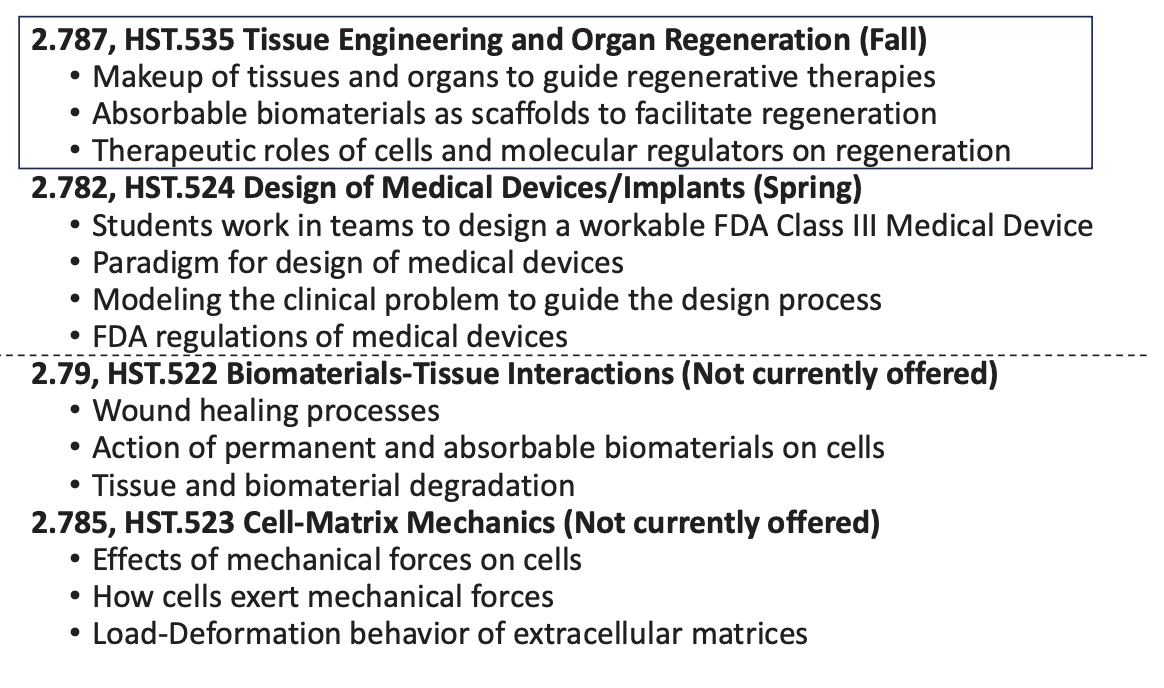 2.787, HST.535 Tissue Engineering and Organ Regeneration (Fall)
• Makeup of tissues and organs to guide regenerative therapies
• Absorbable biomaterials as scaffolds to facilitate regeneration
• Therapeutic roles of cells and molecular regulators on regeneration
2.782, HST.524 Design of Medical Devices/Implants (Spring)
• Students work in teams to design a workable FDA Class III Medical Device
• Paradigm for design of medical devices
• Modeling the clinical problem to guide the design process
• FDA regulations of medical devices
2.79, HST.522 Biomaterials-Tissue Interactions (Not currently offered)
• Wound healing processes
• Action of permanent and absorbable biomaterials on cells
• Tissue and biomaterial degradation
2.785, HST.523 Cell-Matrix Mechanics (Not currently offered)
• Effects of mechanical forces on cells
• How cells exert mechanical forces
• Load-Deformation behavior of extracellular matrices